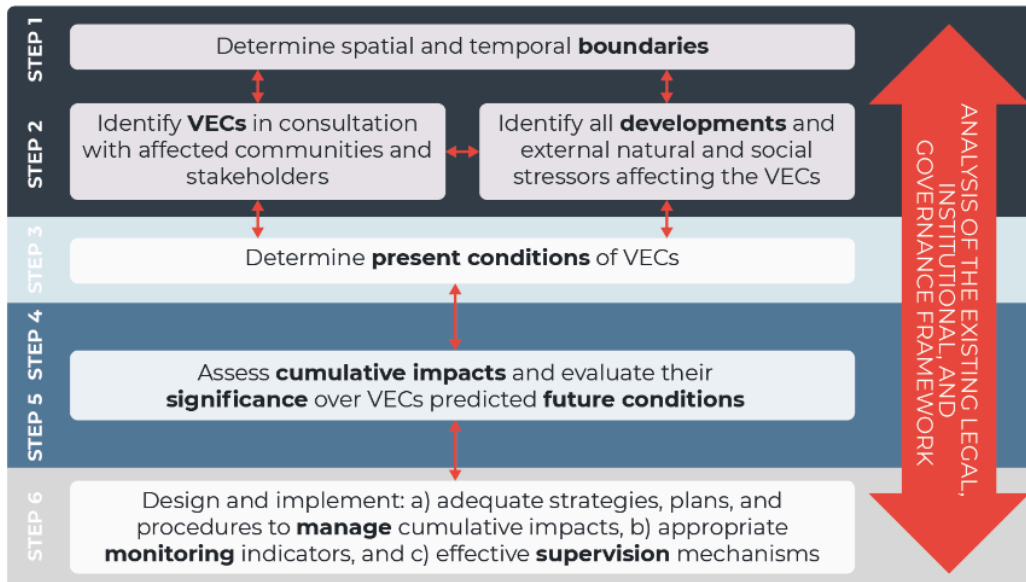 STEP 1
Determine spatial and temporal boundaries
STEP 2
Identify VECs in consultation
with affected communities and
stakeholders
Identify all developments and
external natural and social
stressors affecting the VECs
STEP 3
Determine present conditions of VECs
STEP 4
STEP 5
Assess cumulative impacts and evaluate their
significance over VECs predicted future conditions
STEP 6
Design and implement: a) adequate strategies, plans, and
procedures to manage cumulative impacts, b) appropriate
monitoring indicators, and c) effective supervision mechanisms
ANALYSIS OF THE EXISTING LEGAL,
INSTITUTIONAL, AND
GOVERNANCE FRAMEWORK